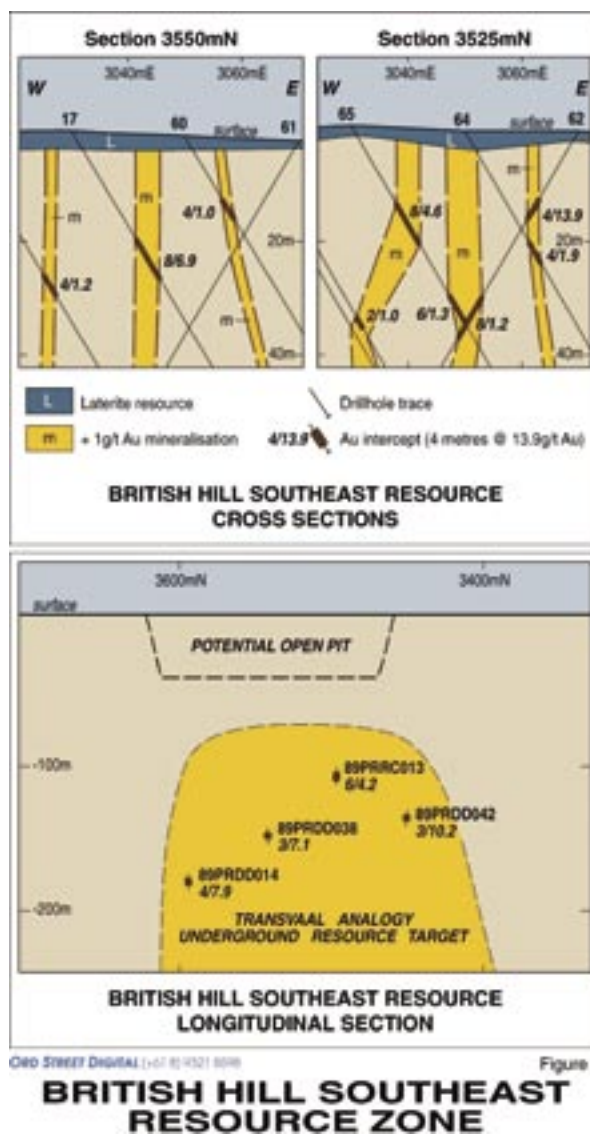 Section 3550mN
Section 3525mN
3040mE 3060mE
3040mE 3060mE
W E
W E
17 60 surface 61
65 64 surface 62
L
L
m m 4/1.0
m 8/6.9
4/1.2
20m
m
40m
m 8/4.6 4/13.9
20m
4/1.9
m m
2/1.0 6/1.3 8/1.2
40m
L Laterite resource
Drillhole trace
m + 1g/t Au mineralisation
4/13.9 Au intercept (4 metres @ 13.9g/t Au)
BRITISH HILL SOUTHEAST RESOURCE
CROSS SECTIONS
3600mN 3400mN
surface
POTENTIAL OPEN PIT
-100m
89PRRC013
6/4.2
89PRDD042
3/10.2
89PRDD038
3/7.1
89PRDD014
4/7.9
-200m
TRANSVAAL ANALOGY
UNDERGROUND RESOURCE TARGET
BRITISH HILL SOUTHEAST RESOURCE
LONGITUDINAL SECTION
ORD STREET DIGITAL
Figure
BRITISH HILL SOUTHEAST
RESOURCE ZONE